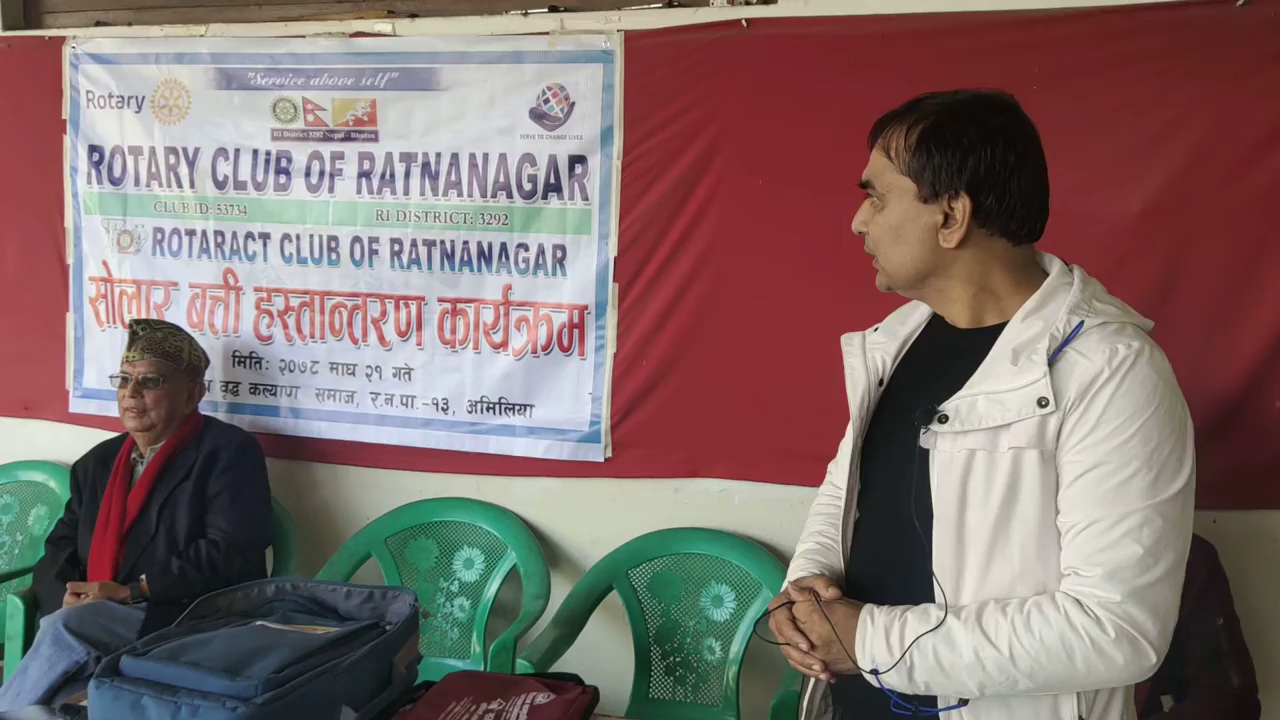 "Service above self"
Rotary
RI District 3292 Nepal - Bhutan
SERVE TO CHANGE LIVES
ROTARY CLUB OF RATNANAGAR
CLUB ID: 53734 RI DISTRICT: 3292
ROTARACT CLUB OF RATNANAGAR
सोलार बत्ती हस्तान्तरण कार्यक्रम
मिति: २०७८ माघ २१ गते
वृद्ध कल्याण समाज, र.न.पा.-१३, अमिलिया